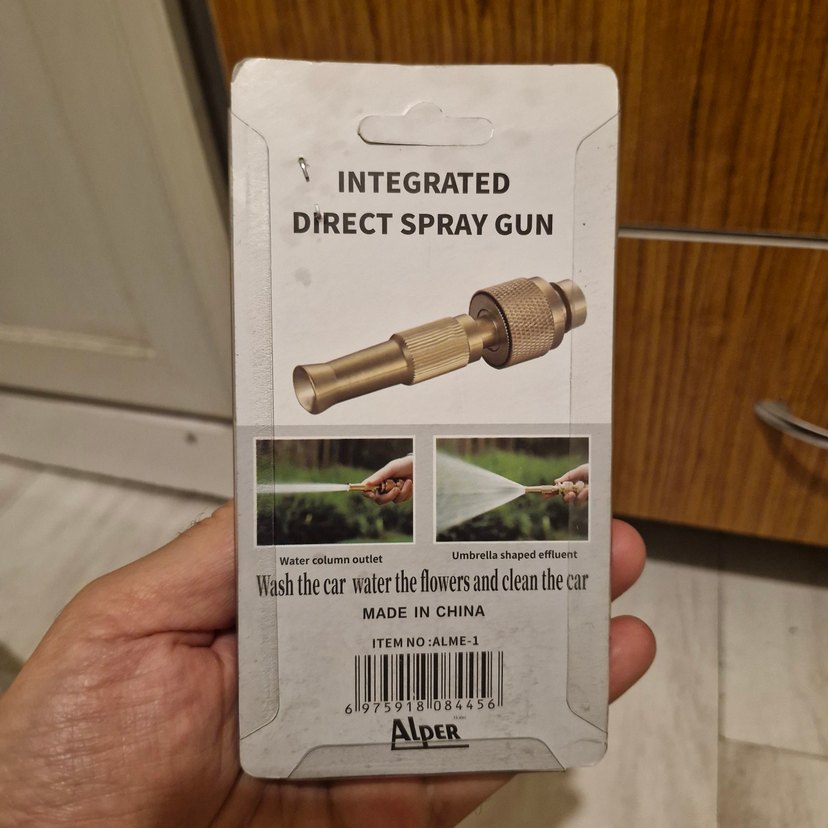 INTEGRATED
DIRECT SPRAY GUN
Water column outlet
Umbrella shaped effluent
Wash the car water the flowers and clean the car
MADE IN CHINA
ITEM NO :ALME-1
6 975918 084456
ALPER